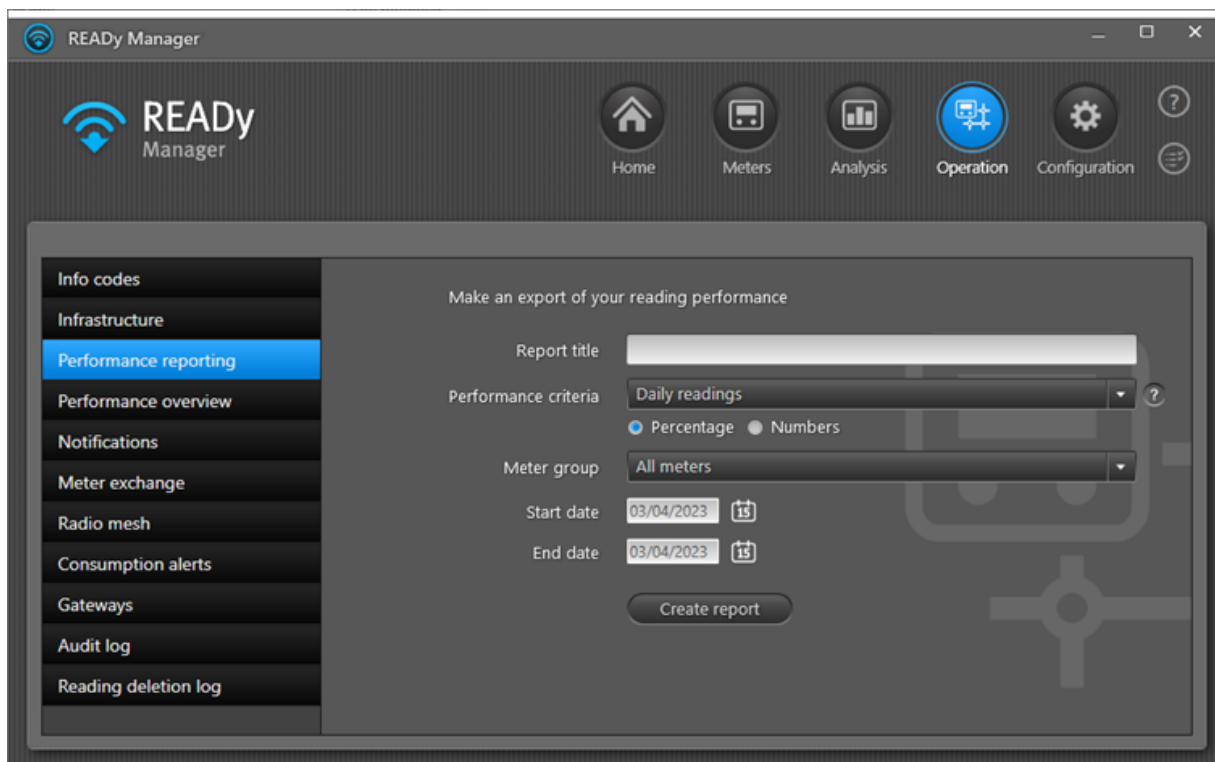 READy Manager
READy
Manager
Home
Meters
Analysis
Operation
Configuration
?
Info codes
Infrastructure
Performance reporting
Performance overview
Notifications
Meter exchange
Radio mesh
Consumption alerts
Gateways
Audit log
Reading deletion log
Make an export of your reading performance
Report title
Performance criteria
Daily readings
?
Percentage
Numbers
Meter group
All meters
Start date
03/04/2023
15
End date
03/04/2023
15
Create report